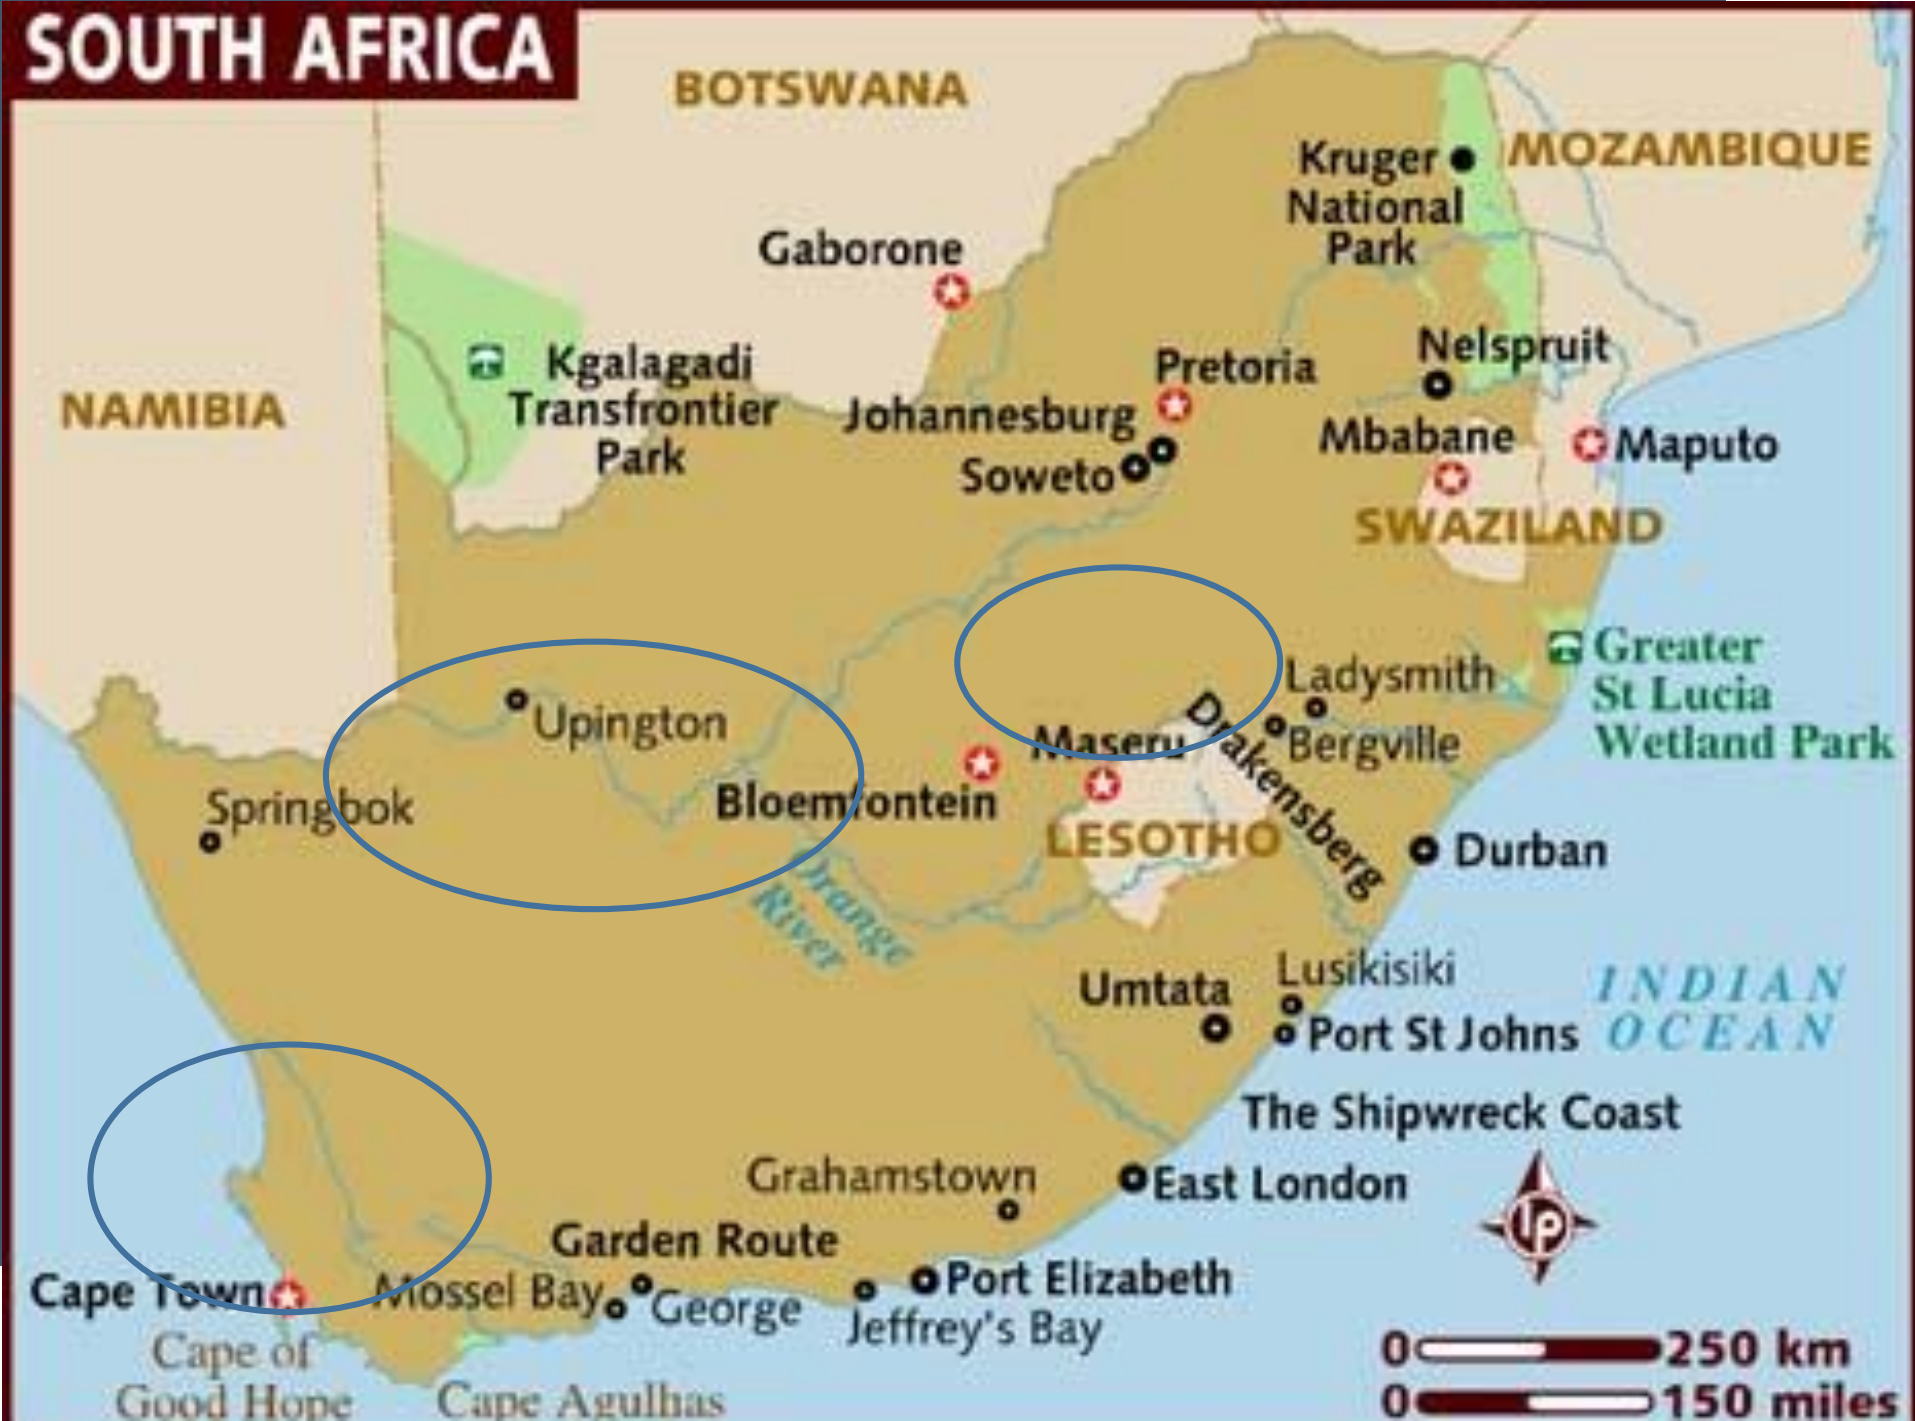 SOUTH AFRICA
BOTSWANA
MOZAMBIQUE
Kruger
National
Park
Gaborone
Kgalagadi
Transfrontier
Park
NAMIBIA
Nelspruit
Pretoria
Johannesburg
Soweto
Mbabane
Maputo
SWAZILAND
Greater
St Lucia
Wetland Park
Ladysmith
Bergville
Drakensberg
Upington
Maseru
Springbok
Bloemfontein
LESOTHO
Durban
Orange
River
Lusikisiki
Umtata
Port St Johns
INDIAN
OCEAN
The Shipwreck Coast
Grahamstown
East London
Garden Route
Cape Town
Mossel Bay
George
Port Elizabeth
Jeffrey's Bay
Cape of
Good Hope
Cape Agulhas
LP
0 250 km
0 150 miles